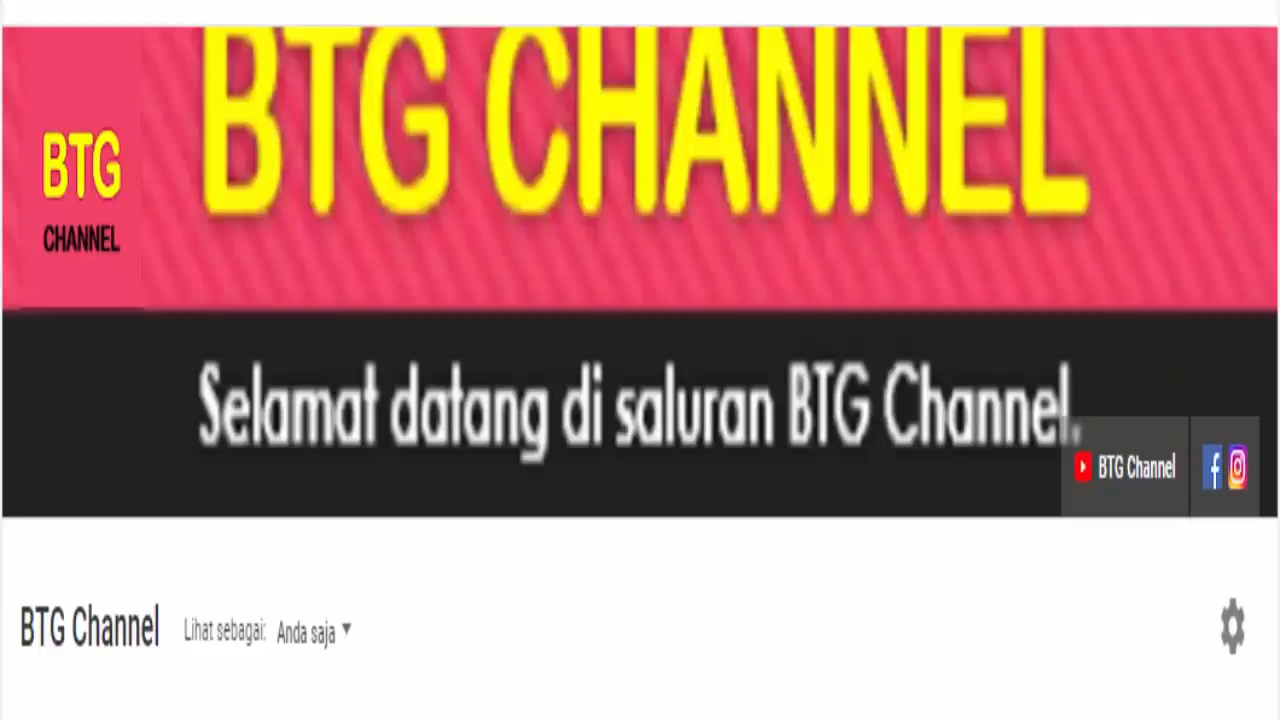 BTG CHANNEL
BTG
CHANNEL
Selamat datang di saluran BTG Channel.
BTG Channel
BTG Channel Lihat sebagai: Anda saja